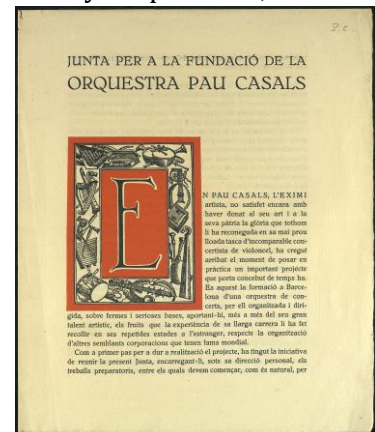 JUNTA PER A LA FUNDACIÓ DE LA
ORQUESTRA PAU CASALS
EN PAU CASALS, L'EXIMI
artista, no satisfet encara amb
haver donat al seu art i a la
seva pàtria la glòria que tothom
li ha reconeguda en sa mai prou
lloada tasca d'incomparable con-
certista de violoncel, ha cregut
arribat el moment de posar en
pràctica un important projecte
que porta concebut de temps ha.
Es aquest la formació a Barce-
lona d'una orquestra de con-
certs, per ell organitzada i diri-
gida, sobre fermes i sertoses bases, aportant-hi, més a més del seu gran
talent artístic, els fruits que la experiència de sa llarga carrera li ha fet
recollir en ses repetides estades a l'estranger, respecte la organització
d'altres semblants corporacions que tenen fama mondial.
Com a primer pas per a dur a realització el projecte, ha tingut la iniciativa
de reunir la present Junta, encarregant-li, sots sa direcció personal, els
treballs preparatoris, entre els quals desem començar, com és natural, per